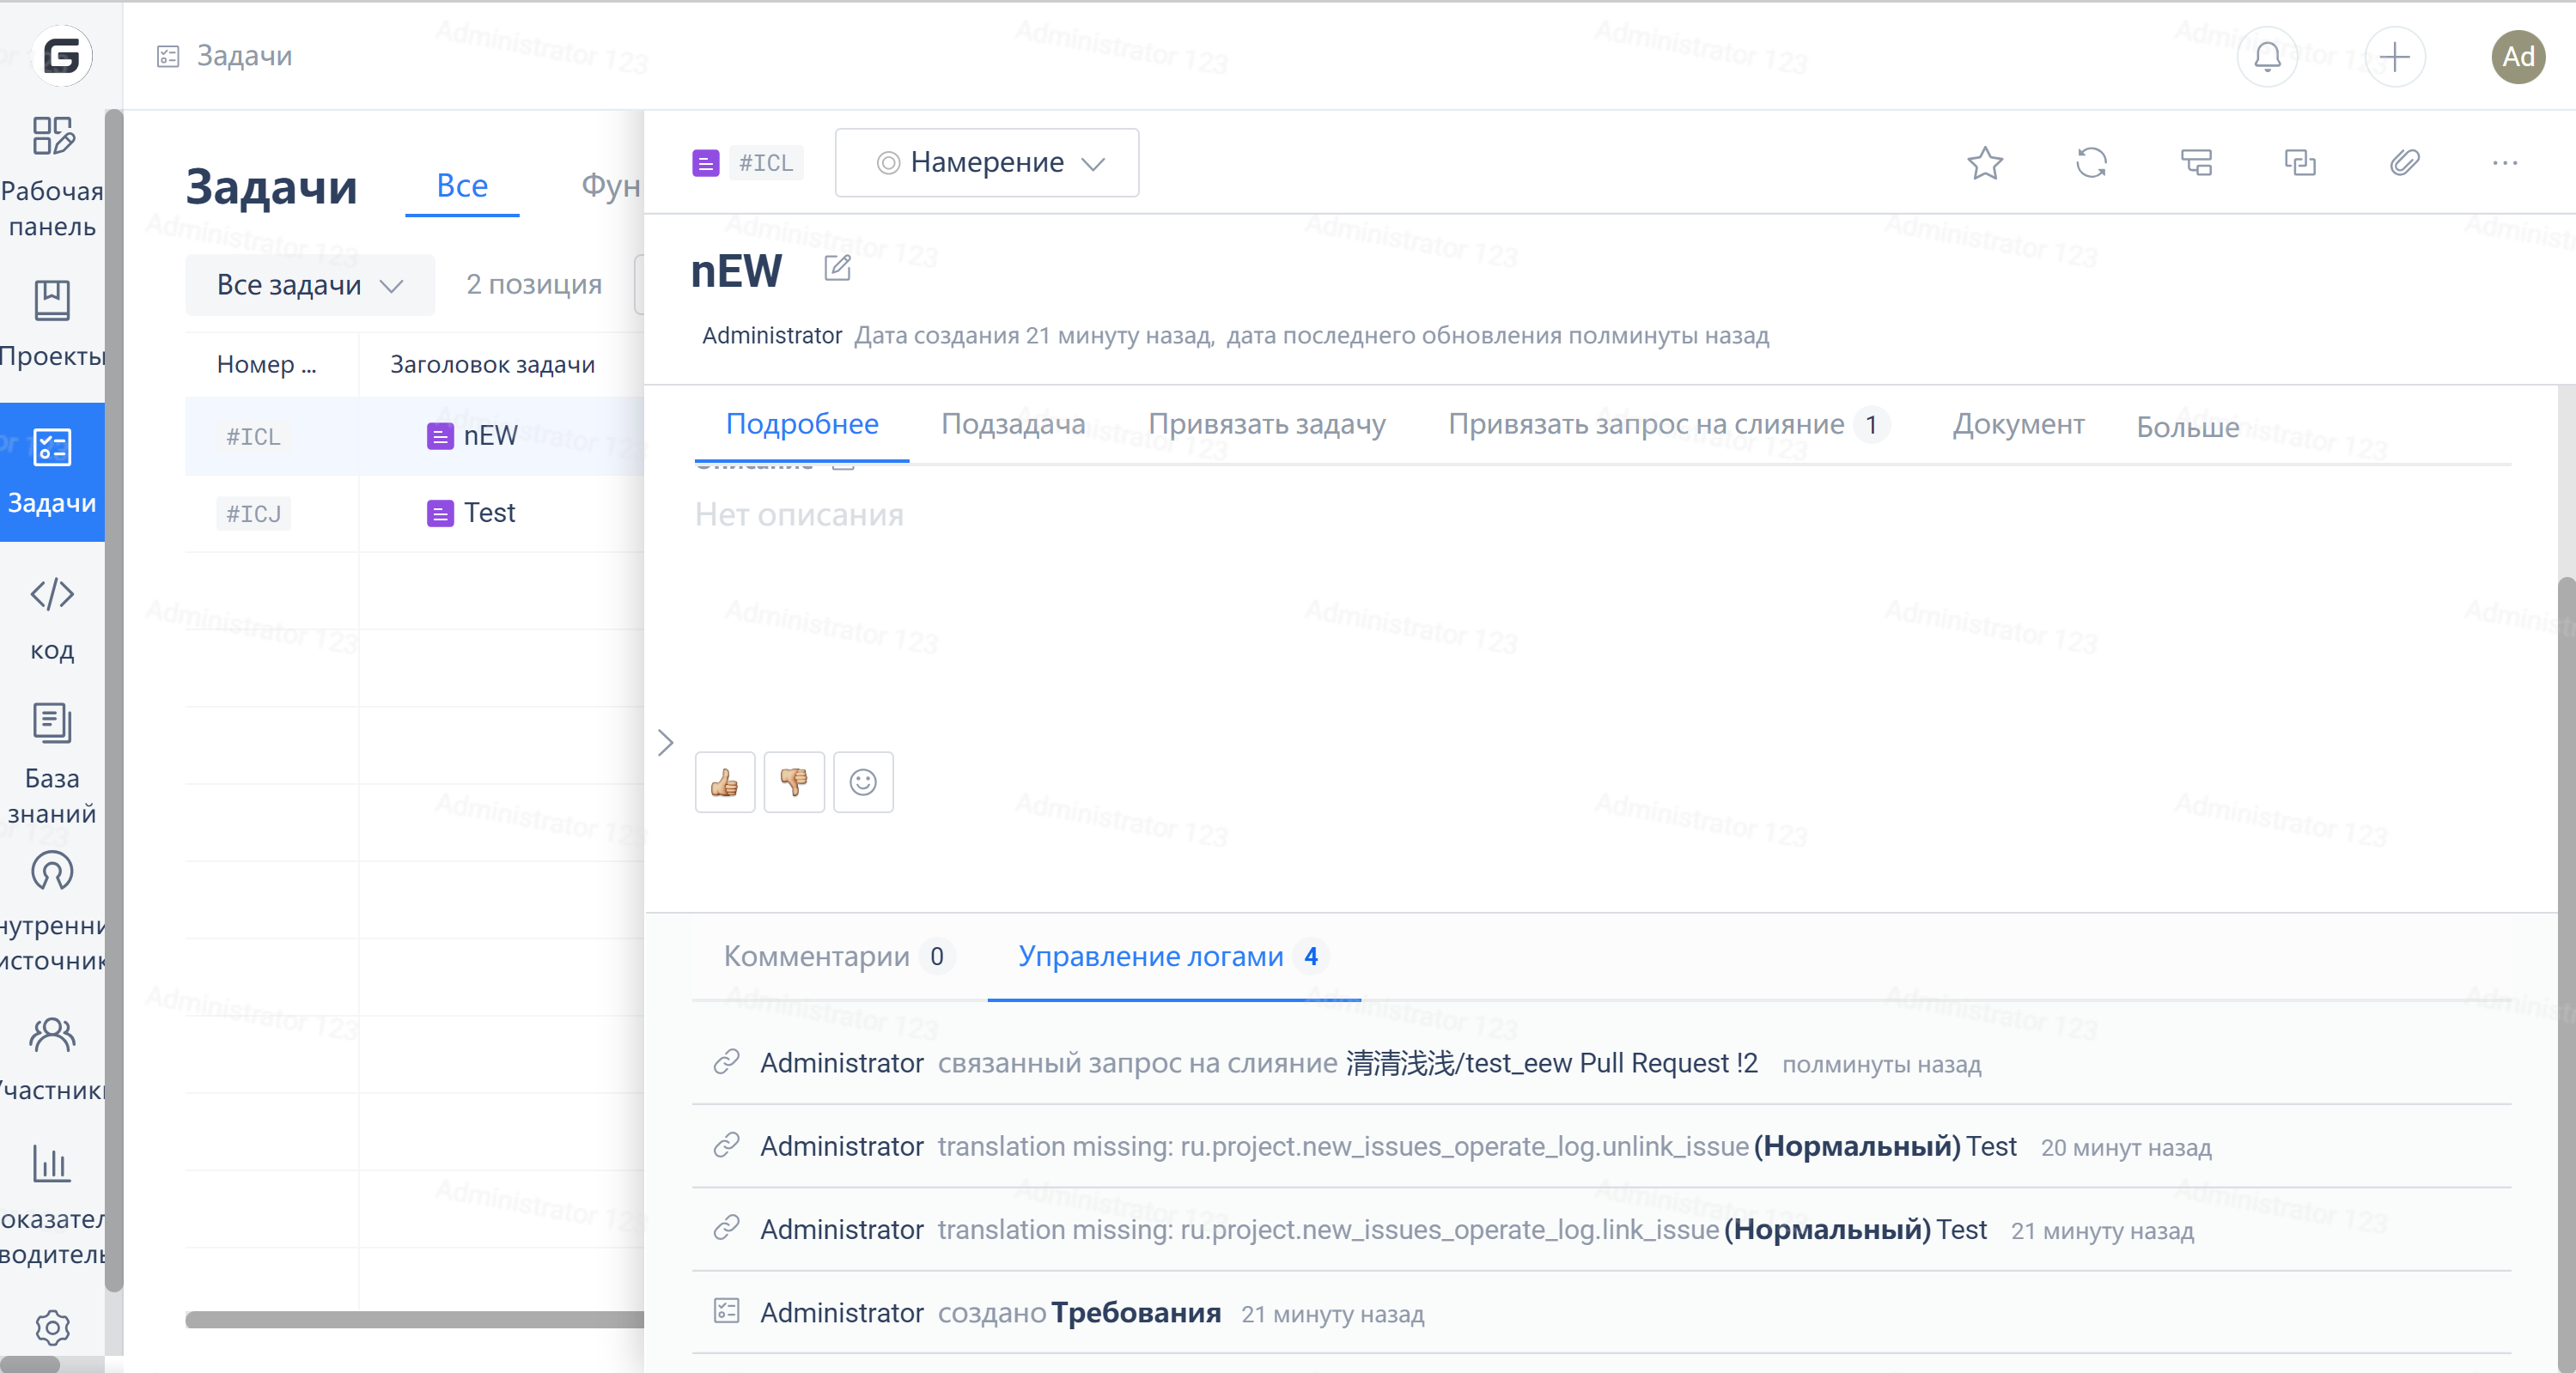 Задачи
Ad
Рабочая
панель
Проекты
Задачи
код
База
знаний
нутренни
источник
Участники
оказател
водитель
Задачи
Все
Фун
Все задачи
2 позиция
Номер ...
Заголовок задачи
#ICL
nEW
#ICJ
Test
#ICL
Намерение
nEW
Administrator Дата создания 21 минуту назад, дата последнего обновления полминуты назад
Подробнее
Подзадача
Привязать задачу
Привязать запрос на слияние 1
Документ
Больше
Описание
Нет описания
Комментарии 0
Управление логами 4
Administrator связанный запрос на слияние 清清浅浅/test_eew Pull Request !2 полминуты назад
Administrator translation missing: ru.project.new_issues_operate_log.unlink_issue (Нормальный) Test 20 минут назад
Administrator translation missing: ru.project.new_issues_operate_log.link_issue (Нормальный) Test 21 минуту назад
Administrator создано Требования 21 минуту назад
Administrator 123